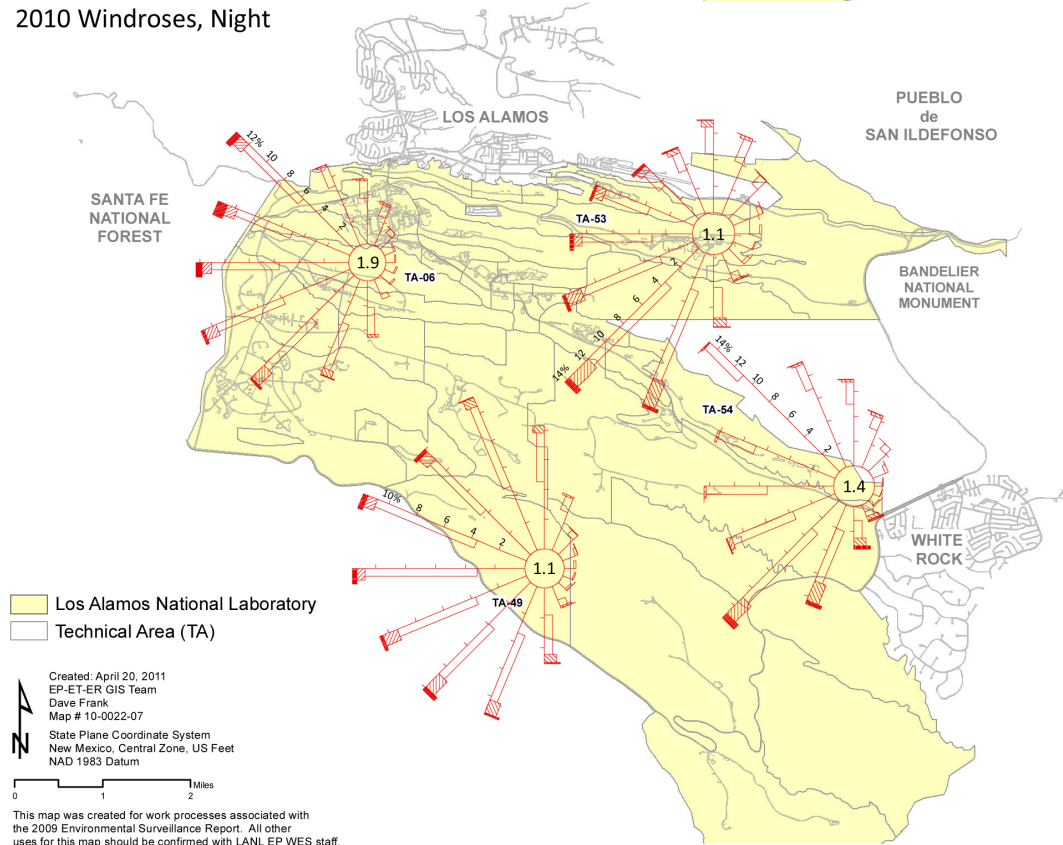 2010 Windroses, Night
LOS ALAMOS
PUEBLO
de
SAN ILDEFONSO
SANTA FE
NATIONAL
FOREST
12%
10
8
6
4
2
1.9
TA-06
TA-53
1.1
2
4
6
8
10
12
14%
BANDELIER
NATIONAL
MONUMENT
14%
12
10
8
6
4
2
TA-54
1.4
WHITE
ROCK
10%
8
6
4
2
1.1
TA-49
Los Alamos National Laboratory
Technical Area (TA)
Created: April 20, 2011
EP-ET-ER GIS Team
Dave Frank
Map # 10-0022-07
N
State Plane Coordinate System
New Mexico, Central Zone, US Feet
NAD 1983 Datum
Miles
0 1 2
This map was created for work processes associated with
the 2009 Environmental Surveillance Report. All other
uses for this map should be confirmed with LANL EP WES staff.